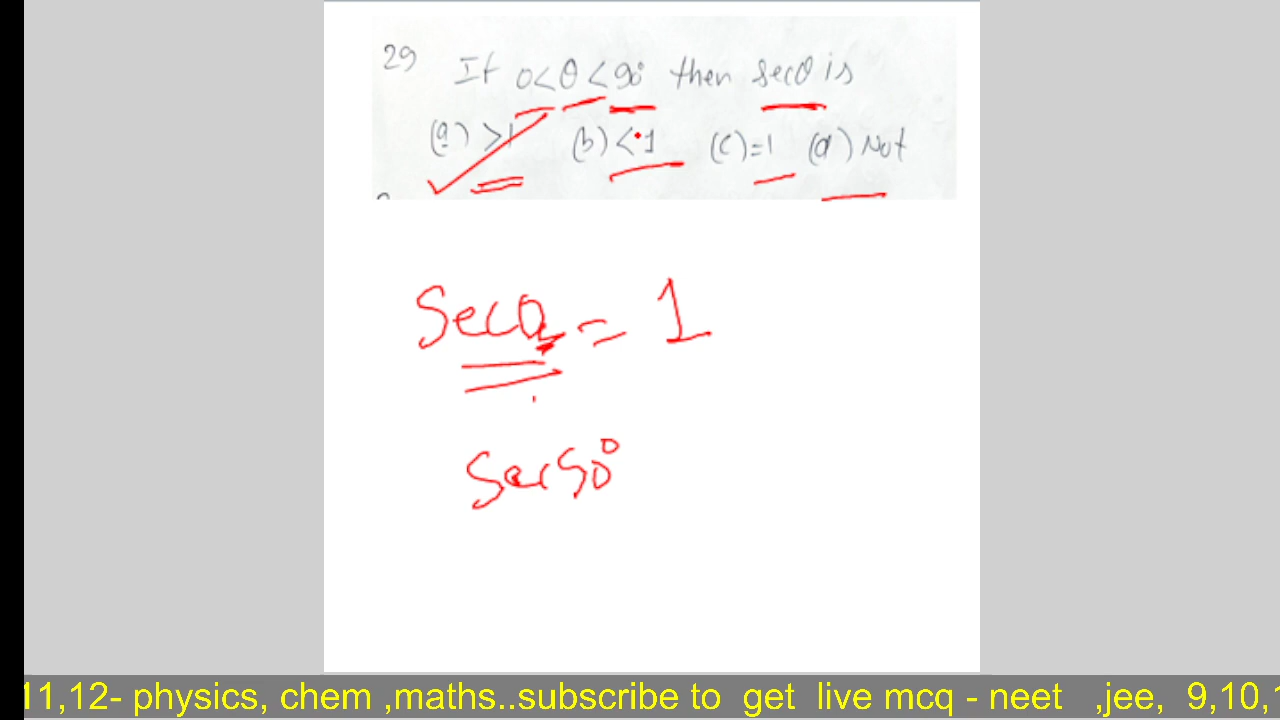 29 If 0<θ<90° then secθ is
(a) >1 (b) <1 (c) =1 (d) Not
Secθ = 1
Sec90°
11,12- physics, chem ,maths..subscribe to get live mcq - neet ,jee, 9,10,1